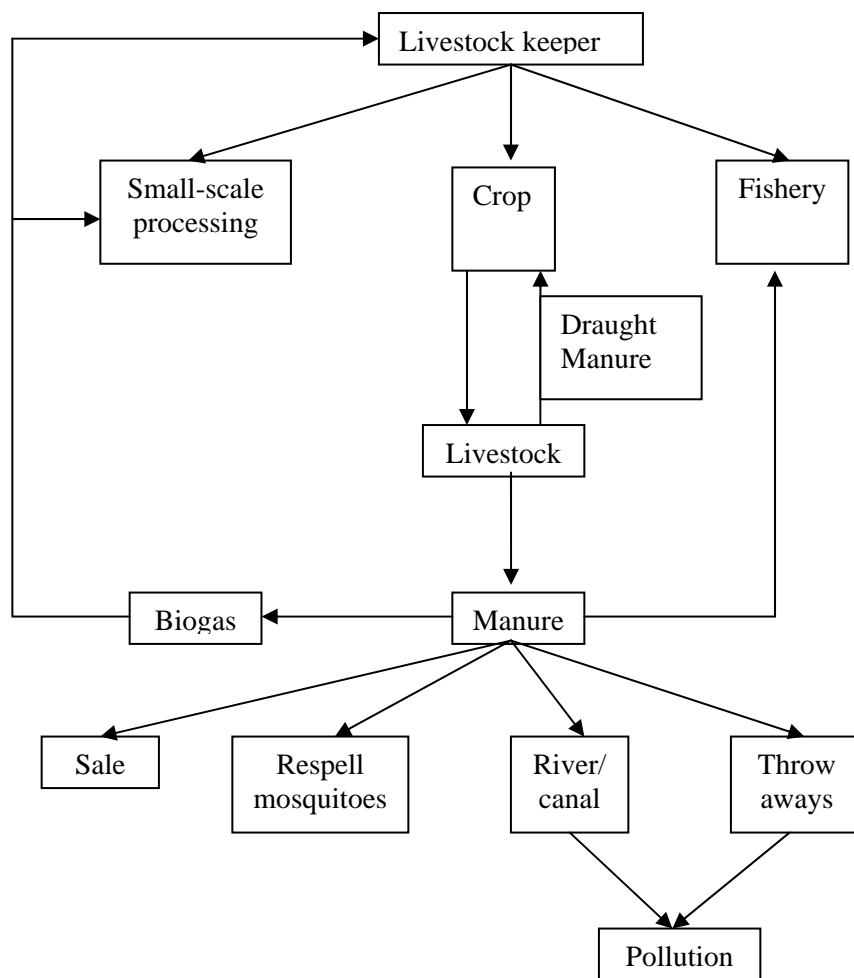 Livestock keeper
Small-scale
processing
Crop
Fishery
Draught
Manure
Livestock
Biogas
Manure
Sale
Respell
mosquitoes
River/
canal
Throw
aways
Pollution